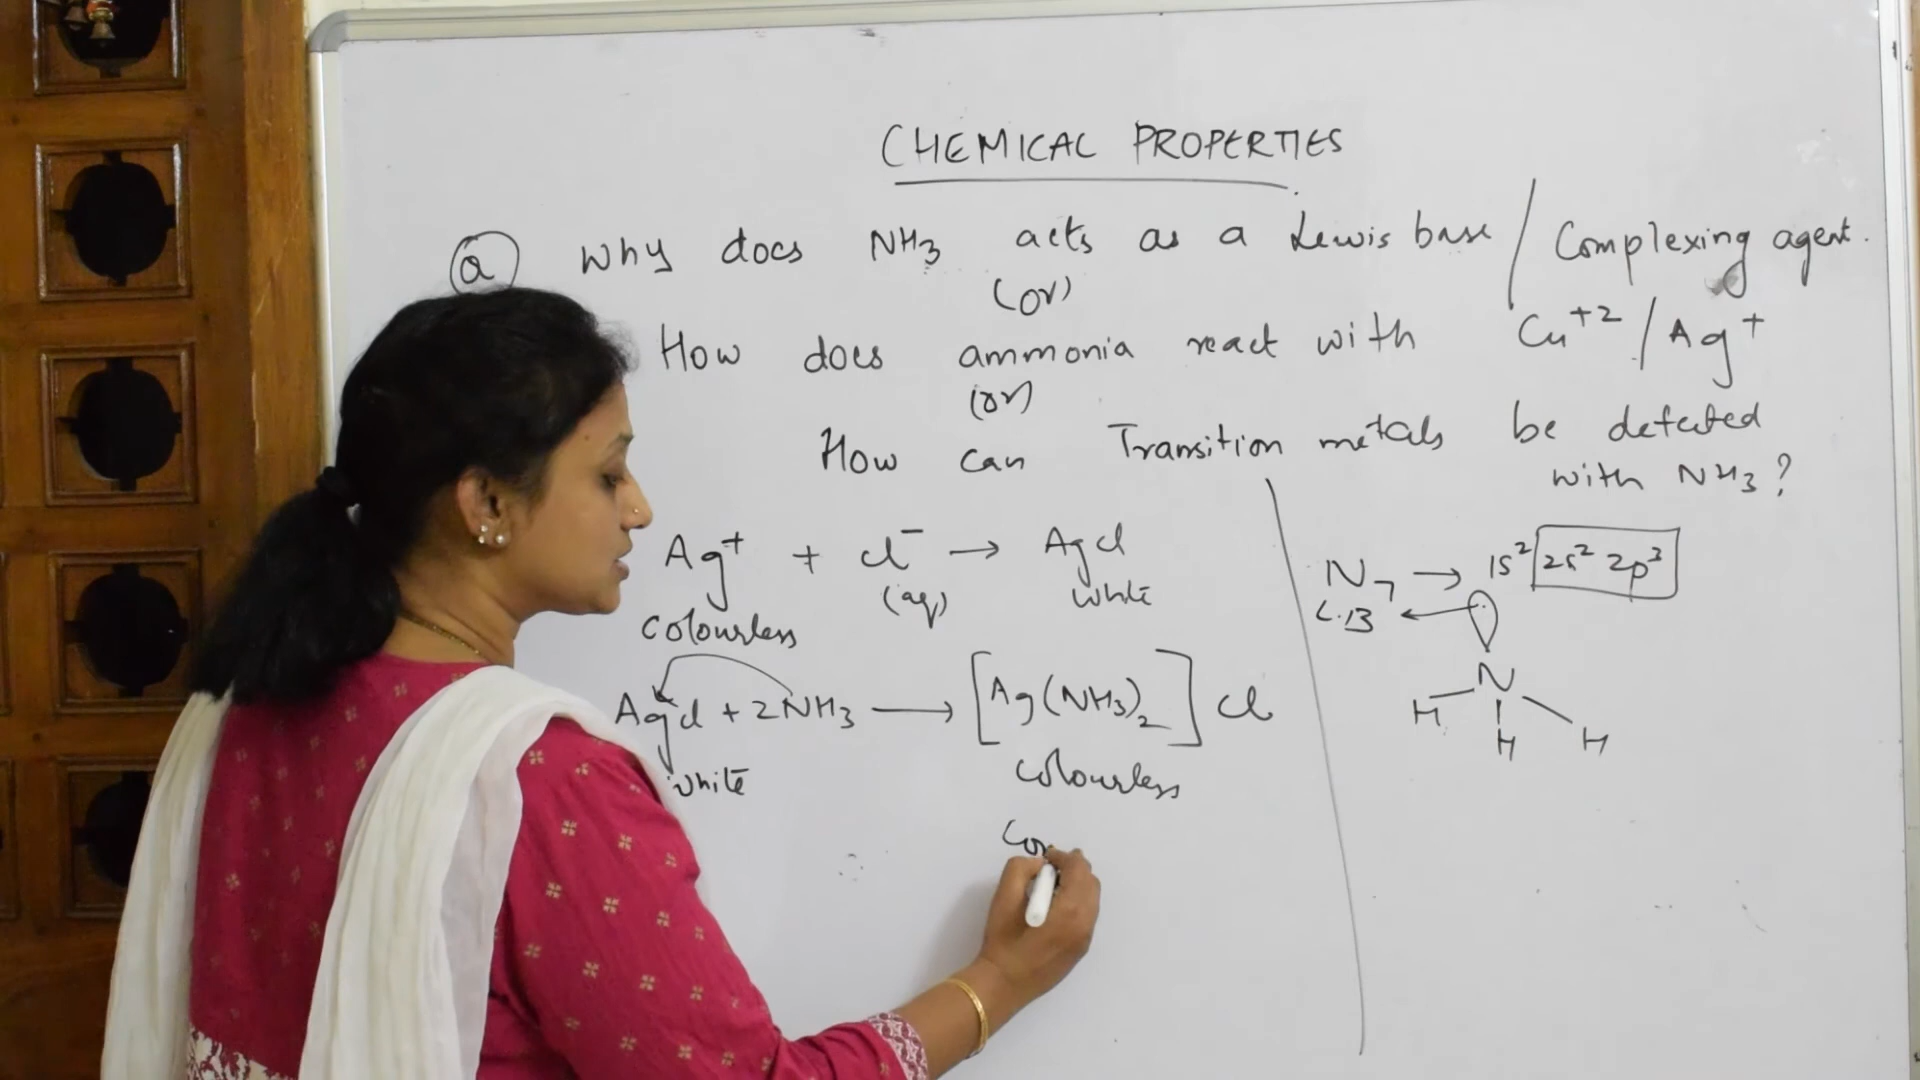 CHEMICAL PROPERTIES
(a) Why does NH3 acts as a Lewis base / Complexing agent.
(or)
How does ammonia react with Cu+2 / Ag+
(or)
How can Transition metals be detected
with NH3?
Ag+ + Cl- → AgCl
(aq) white
colourless
AgCl + 2NH3 → [Ag(NH3)2] Cl
white colourless
Com
N7 → 1s2 2s2 2p3
L.B ←
N
H H H